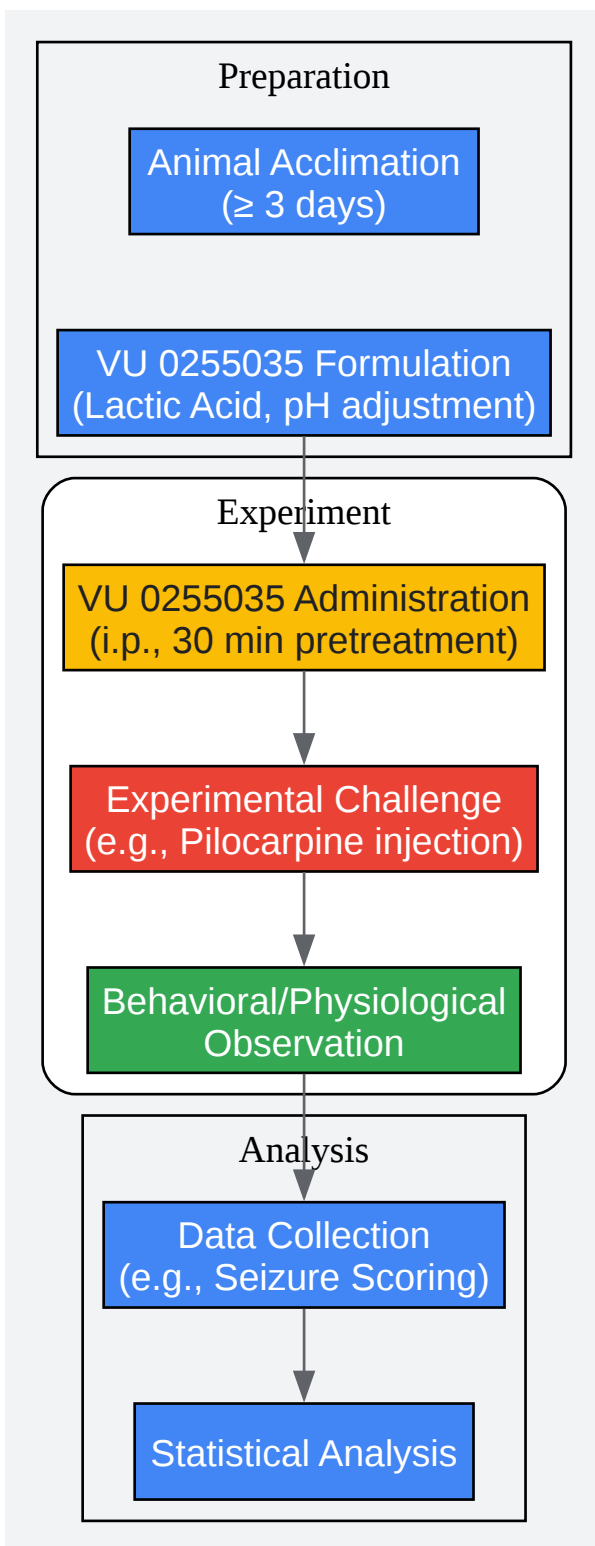 Preparation
Animal Acclimation
(≥ 3 days)
VU 0255035 Formulation
(Lactic Acid, pH adjustment)
Experiment
VU 0255035 Administration
(i.p., 30 min pretreatment)
Experimental Challenge
(e.g., Pilocarpine injection)
Behavioral/Physiological
Observation
Analysis
Data Collection
(e.g., Seizure Scoring)
Statistical Analysis